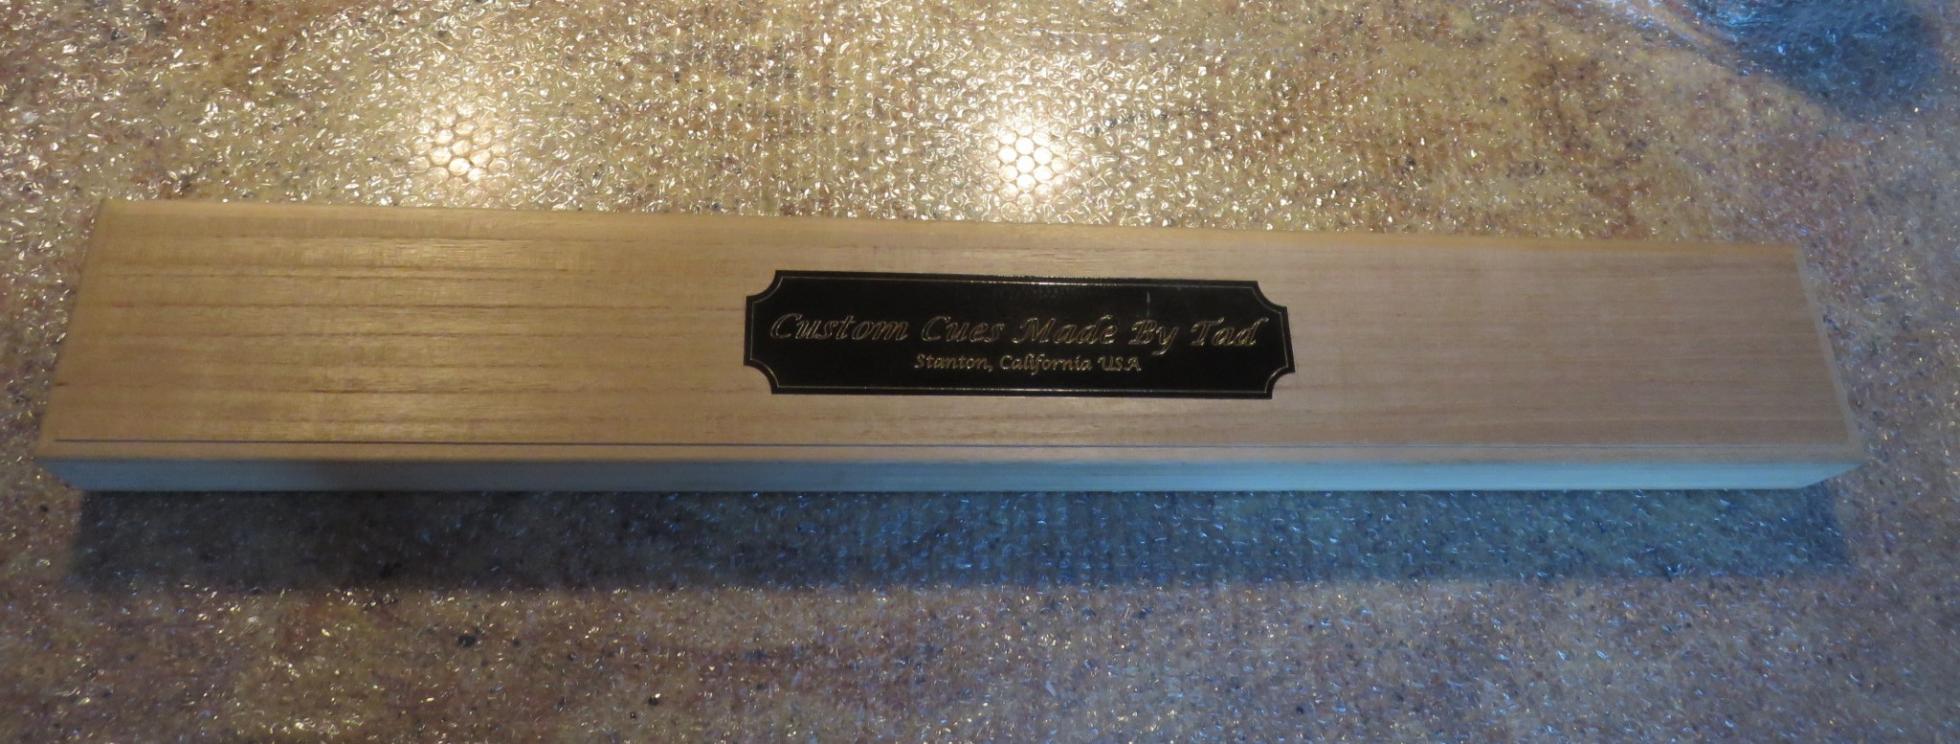 Custom Cues Made By Tad
Stanton, California USA